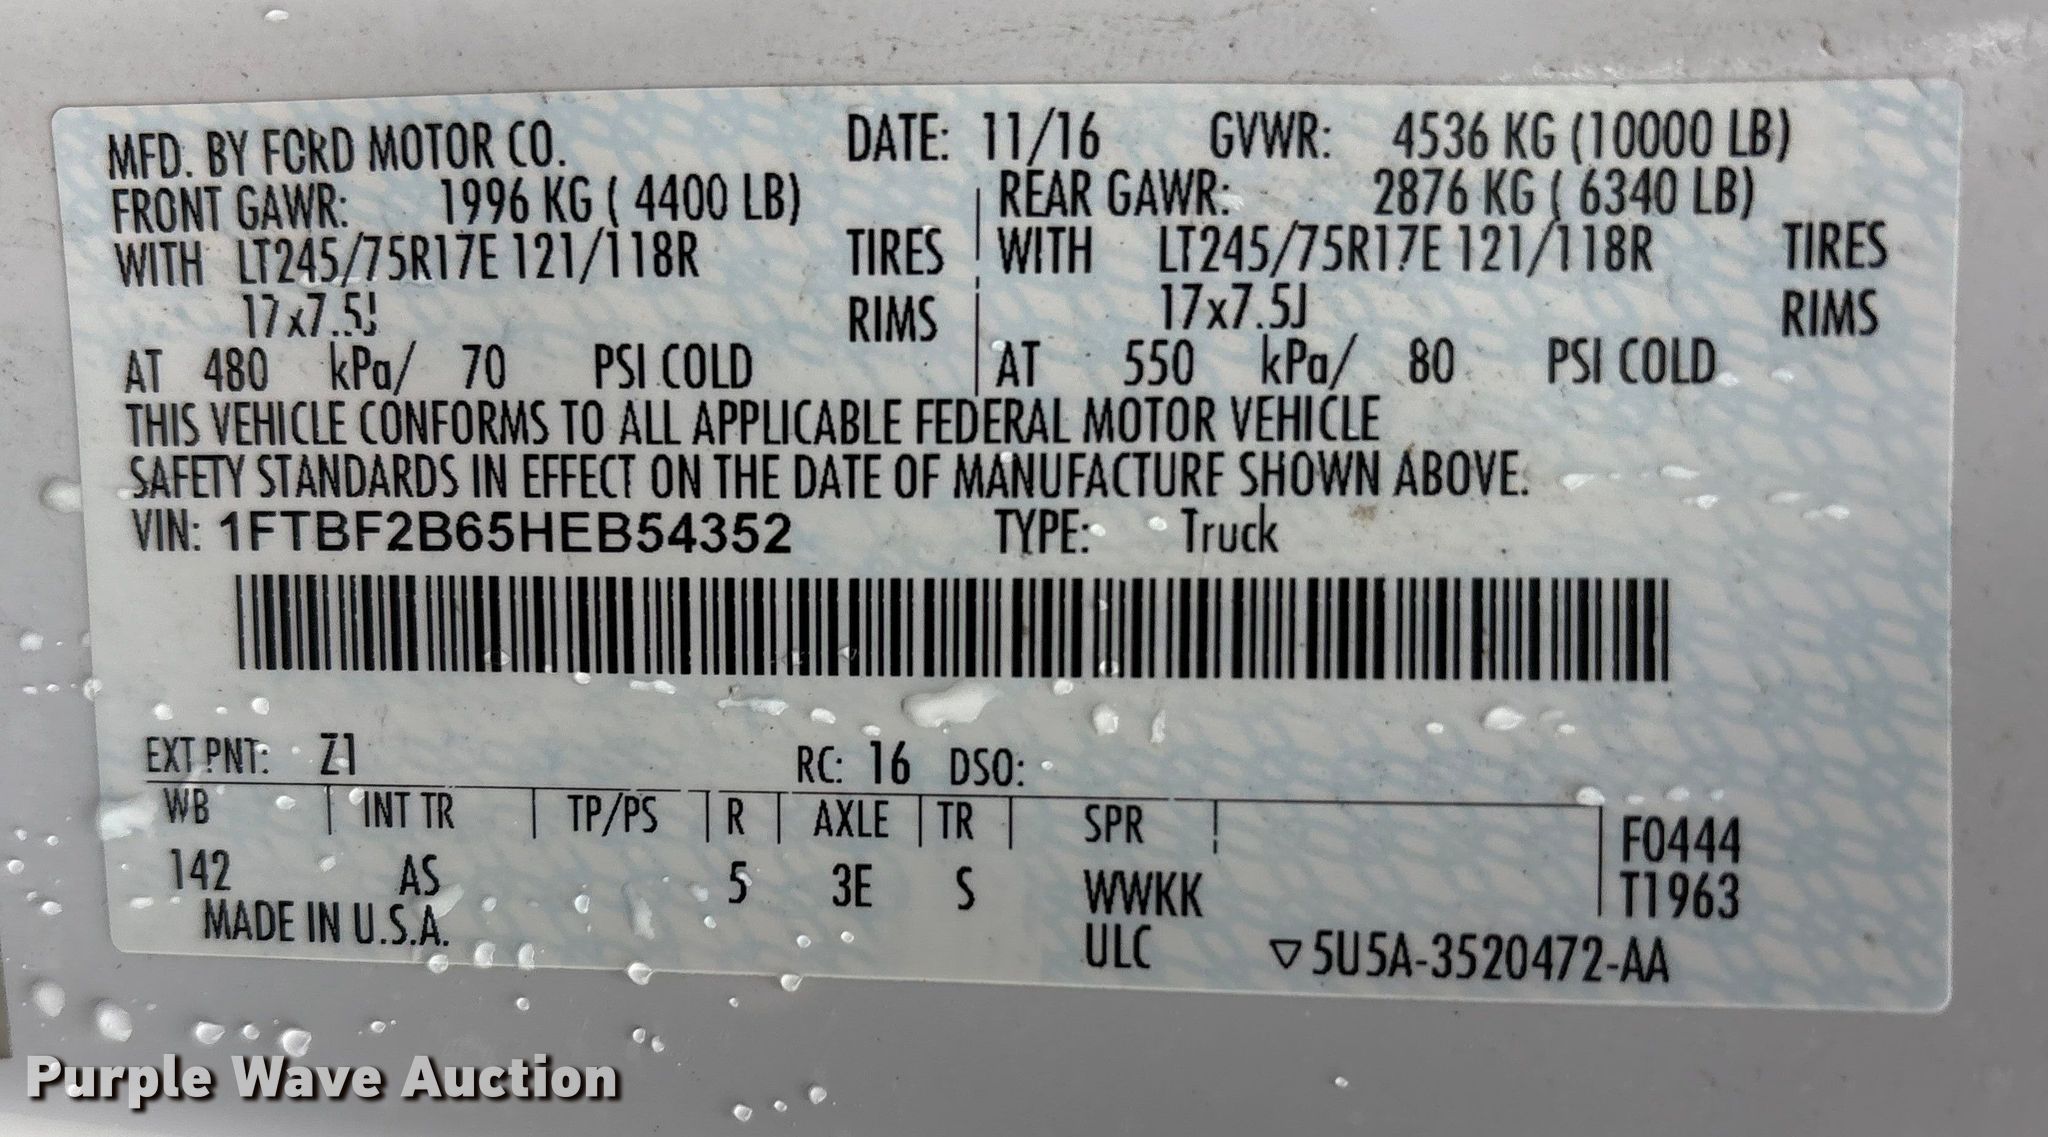 MFD. BY FORD MOTOR CO. DATE: 11/16 GVWR: 4536 KG (10000 LB)
FRONT GAWR: 1996 KG ( 4400 LB) REAR GAWR: 2876 KG ( 6340 LB)
WITH LT245/75R17E 121/118R TIRES WITH LT245/75R17E 121/118R TIRES
17x7.5J RIMS 17x7.5J RIMS
AT 480 kPa/ 70 PSI COLD AT 550 kPa/ 80 PSI COLD
THIS VEHICLE CONFORMS TO ALL APPLICABLE FEDERAL MOTOR VEHICLE
SAFETY STANDARDS IN EFFECT ON THE DATE OF MANUFACTURE SHOWN ABOVE.
VIN: 1FTBF2B65HEB54352 TYPE: Truck
EXT PNT: Z1 RC: 16 DSO:
WB INT TR TP/PS R AXLE TR SPR F0444
142 AS 5 3E S WWKK T1963
MADE IN U.S.A. ULC ▽5U5A-3520472-AA
Purple Wave Auction